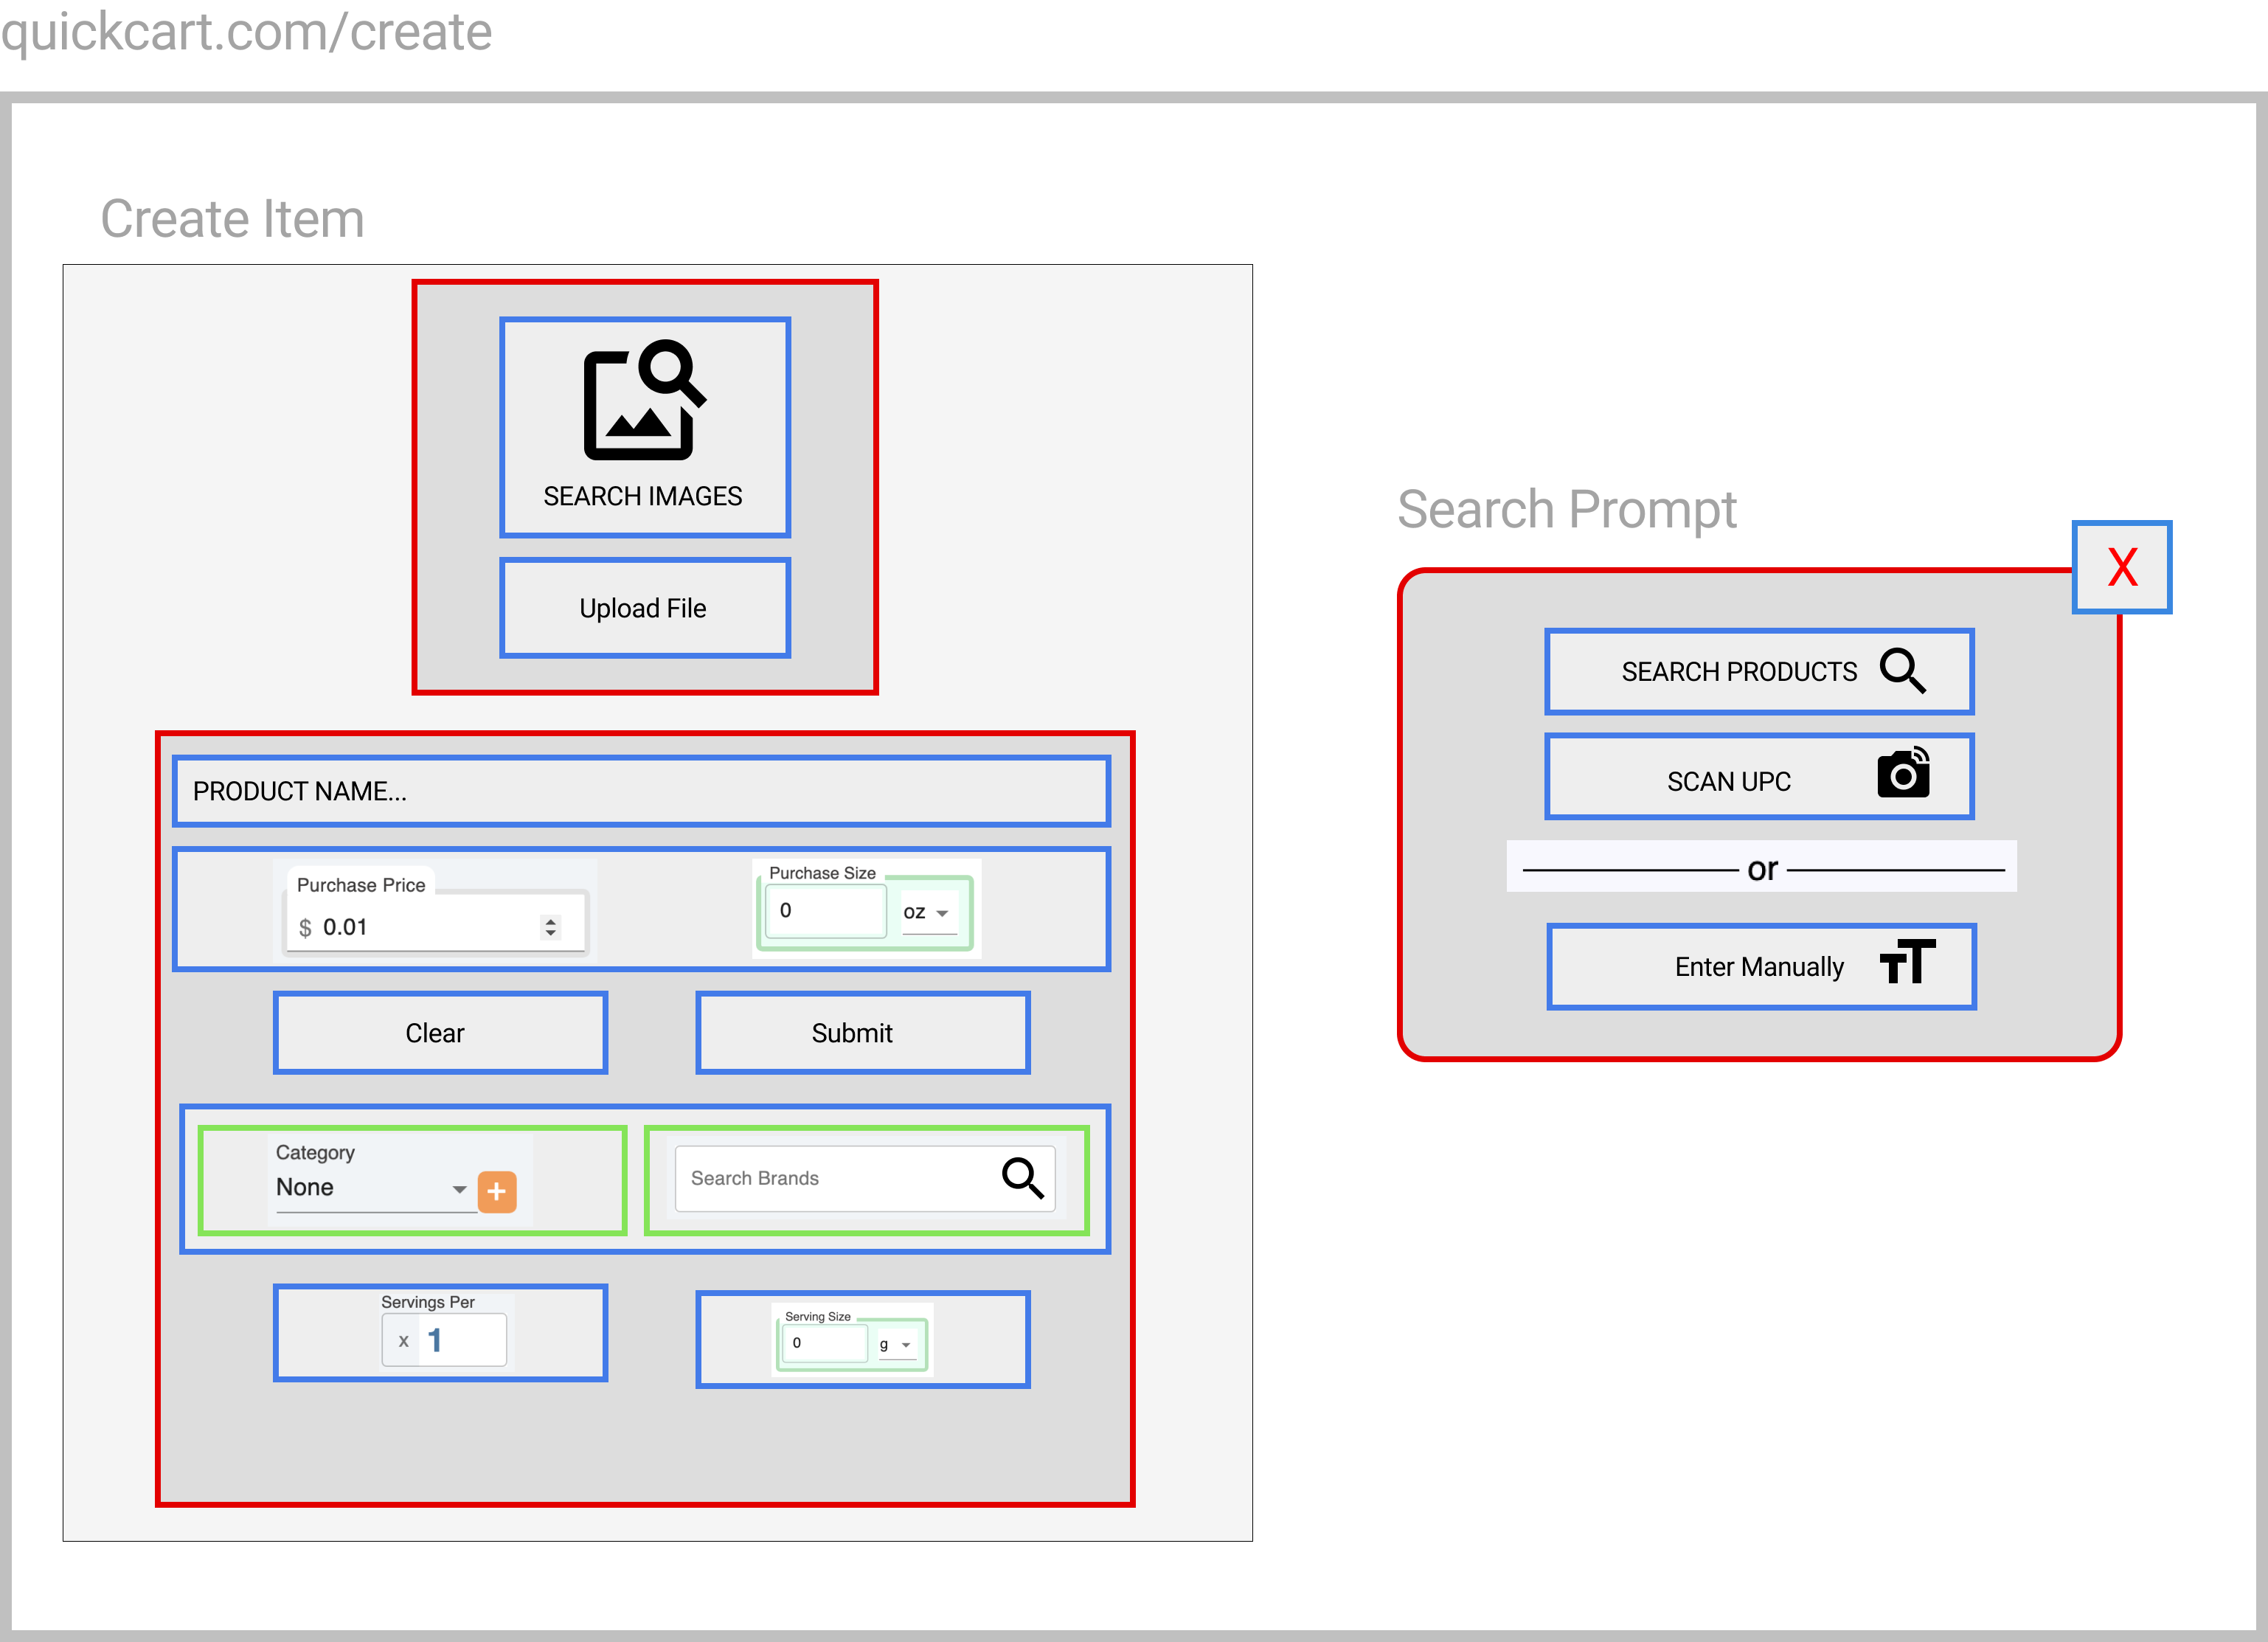 quickcart.com/create
Create Item
SEARCH IMAGES
Upload File
PRODUCT NAME...
Purchase Price
$ 0.01
Purchase Size
0 oz
Clear
Submit
Category
None
+
Search Brands
Servings Per
x 1
Serving Size
0 g
Search Prompt
X
SEARCH PRODUCTS
SCAN UPC
or
Enter Manually TT